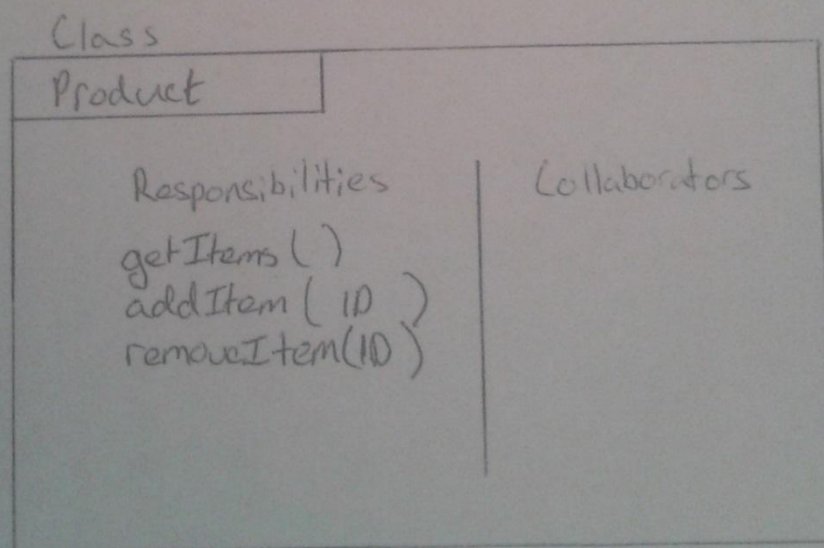 Class
Product
Responsibilities
Collaborators
getItems()
addItem( ID )
removeItem(ID)